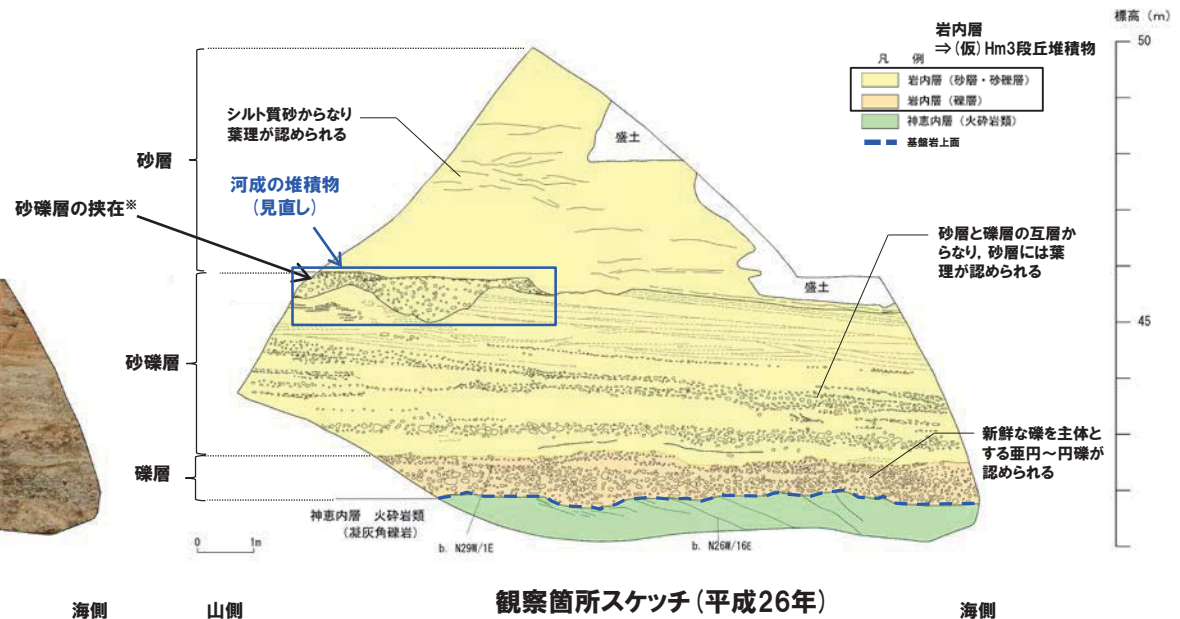 標高（m）
50
45
岩内層
⇒(仮)Hm3段丘堆積物
凡　例
岩内層（砂層・砂礫層）
岩内層（礫層）
神恵内層（火砕岩類）
基盤岩上面
シルト質砂からなり
葉理が認められる
盛土
砂層
河成の堆積物
(見直し)
砂礫層の挟在※
砂層と礫層の互層か
らなり，砂層には葉
理が認められる
盛土
砂礫層
新鮮な礫を主体と
する亜円～円礫が
認められる
礫層
神恵内層　火砕岩類
（凝灰角礫岩）
b. N29W/1E
b. N26W/16E
0　1m
海側
山側
観察箇所スケッチ(平成26年)
海側